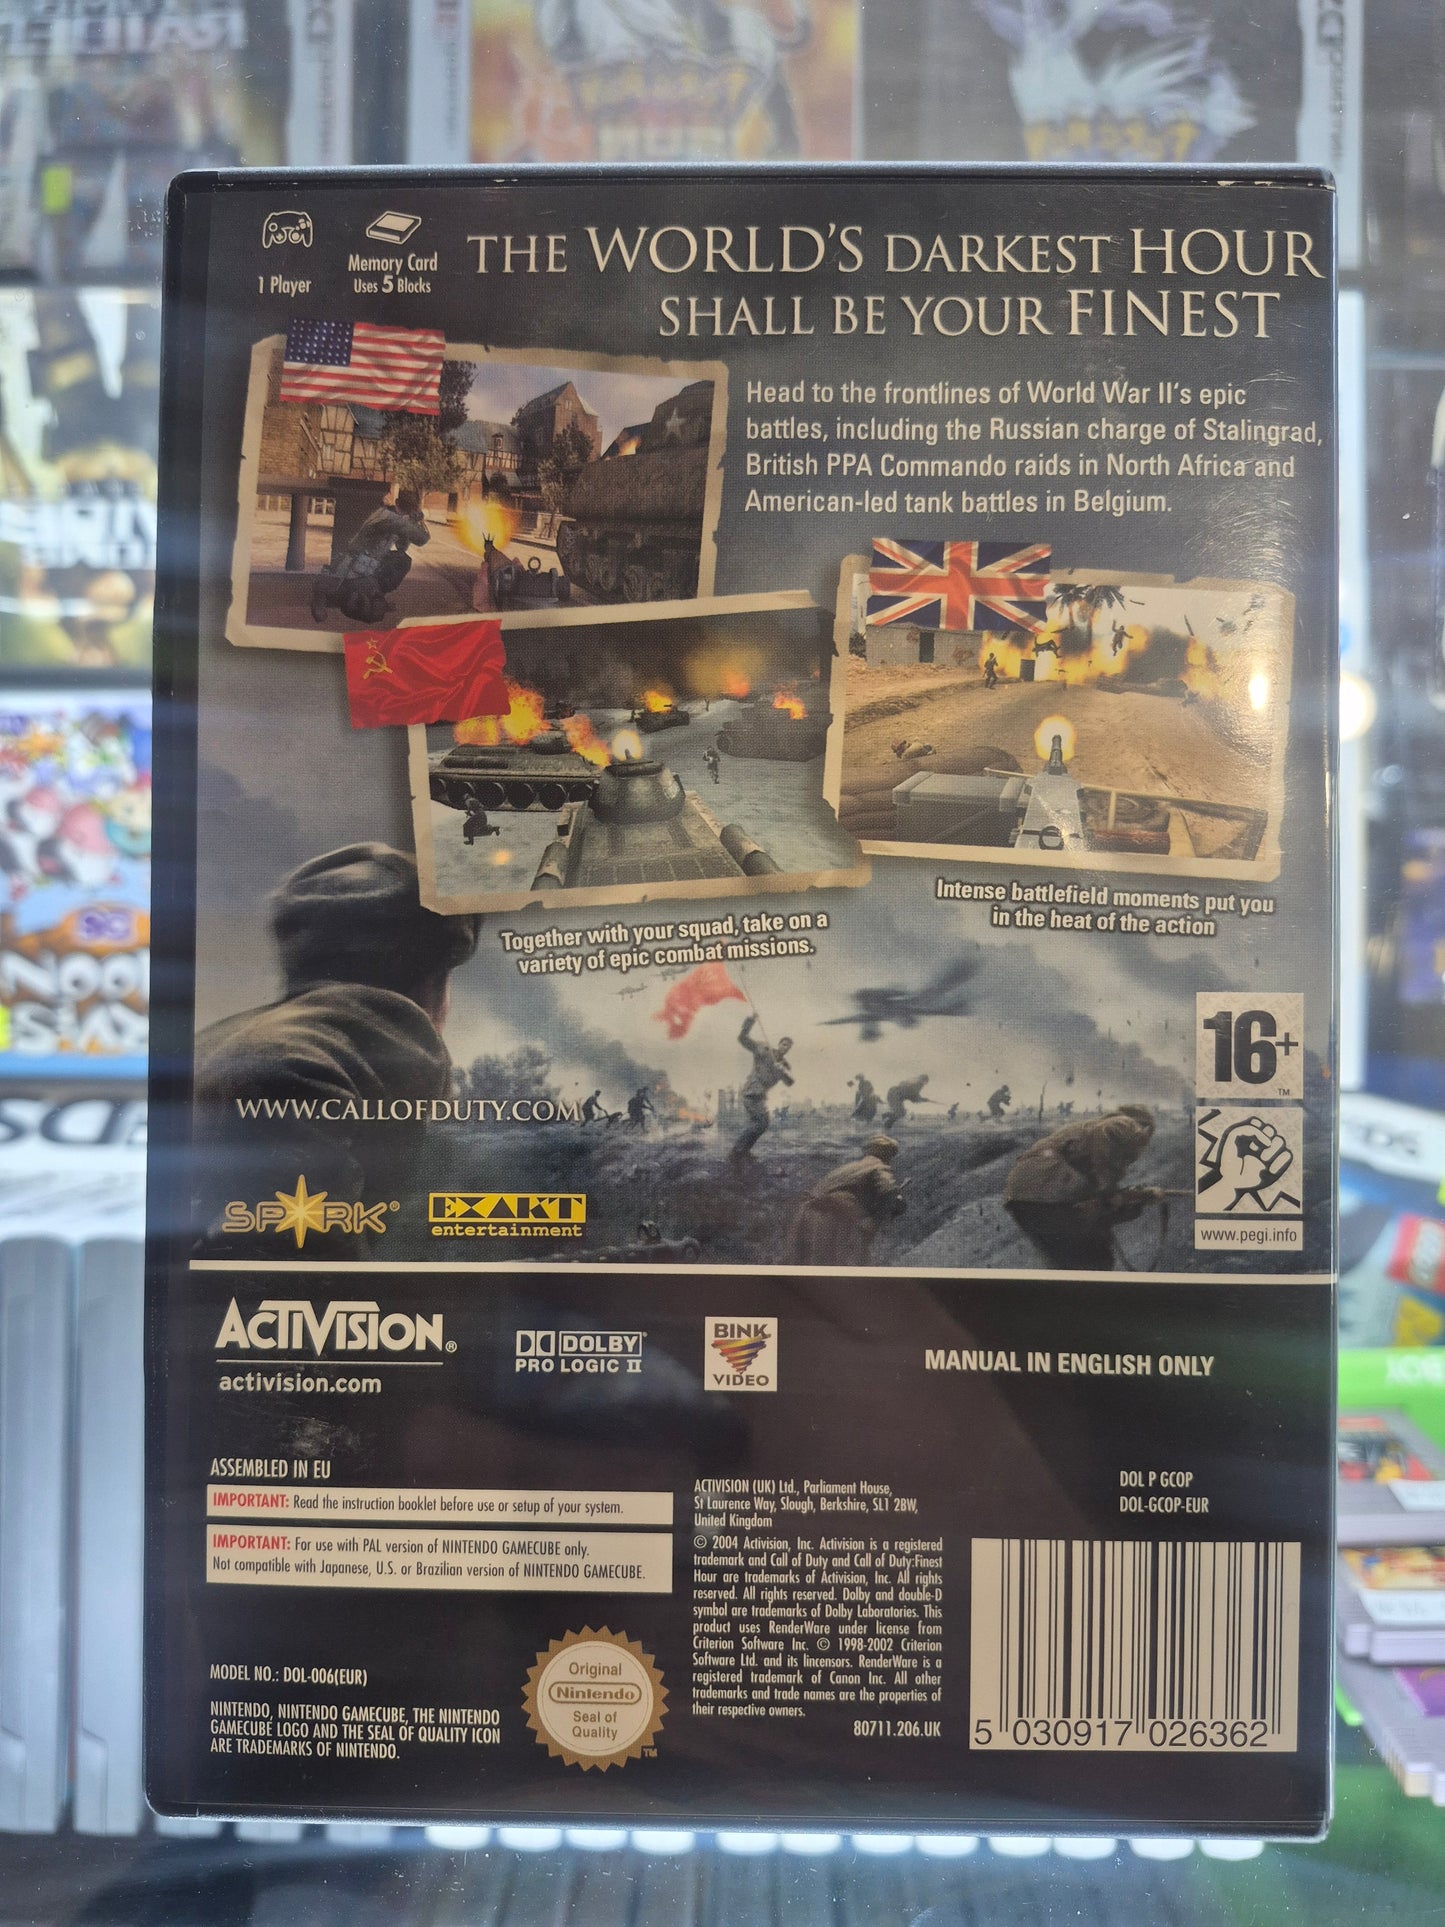 1 Player
Memory Card
Uses 5 Blocks
THE WORLD'S DARKEST HOUR
SHALL BE YOUR FINEST
Head to the frontlines of World War II's epic
battles, including the Russian charge of Stalingrad,
British PPA Commando raids in North Africa and
American-led tank battles in Belgium.
Together with your squad, take on a
variety of epic combat missions.
Intense battlefield moments put you
in the heat of the action
16+
TM
www.pegi.info
WWW.CALLOFDUTY.COM
SPARK®
EXAKT
entertainment
ACTIVISION®
activision.com
DOLBY
PRO LOGIC II
BINK
VIDEO
MANUAL IN ENGLISH ONLY
ASSEMBLED IN EU
IMPORTANT: Read the instruction booklet before use or setup of your system.
IMPORTANT: For use with PAL version of NINTENDO GAMECUBE only.
Not compatible with Japanese, U.S. or Brazilian version of NINTENDO GAMECUBE.
MODEL NO.: DOL-006(EUR)
NINTENDO, NINTENDO GAMECUBE, THE NINTENDO
GAMECUBE LOGO AND THE SEAL OF QUALITY ICON
ARE TRADEMARKS OF NINTENDO.
Original
Nintendo
Seal of
Quality
TM
ACTIVISION (UK) Ltd., Parliament House,
St Laurence Way, Slough, Berkshire, SL1 2BW,
United Kingdom
© 2004 Activision, Inc. Activision is a registered
trademark and Call of Duty and Call of Duty:Finest
Hour are trademarks of Activision, Inc. All rights
reserved. All rights reserved. Dolby and double-D
symbol are trademarks of Dolby Laboratories. This
product uses RenderWare under license from
Criterion Software Inc. © 1998-2002 Criterion
Software Ltd. and its lincensors. RenderWare is a
registered trademark of Canon Inc. All other
trademarks and trade names are the properties of
their respective owners.
80711.206.UK
DOL P GCOP
DOL-GCOP-EUR
5 030917 026362